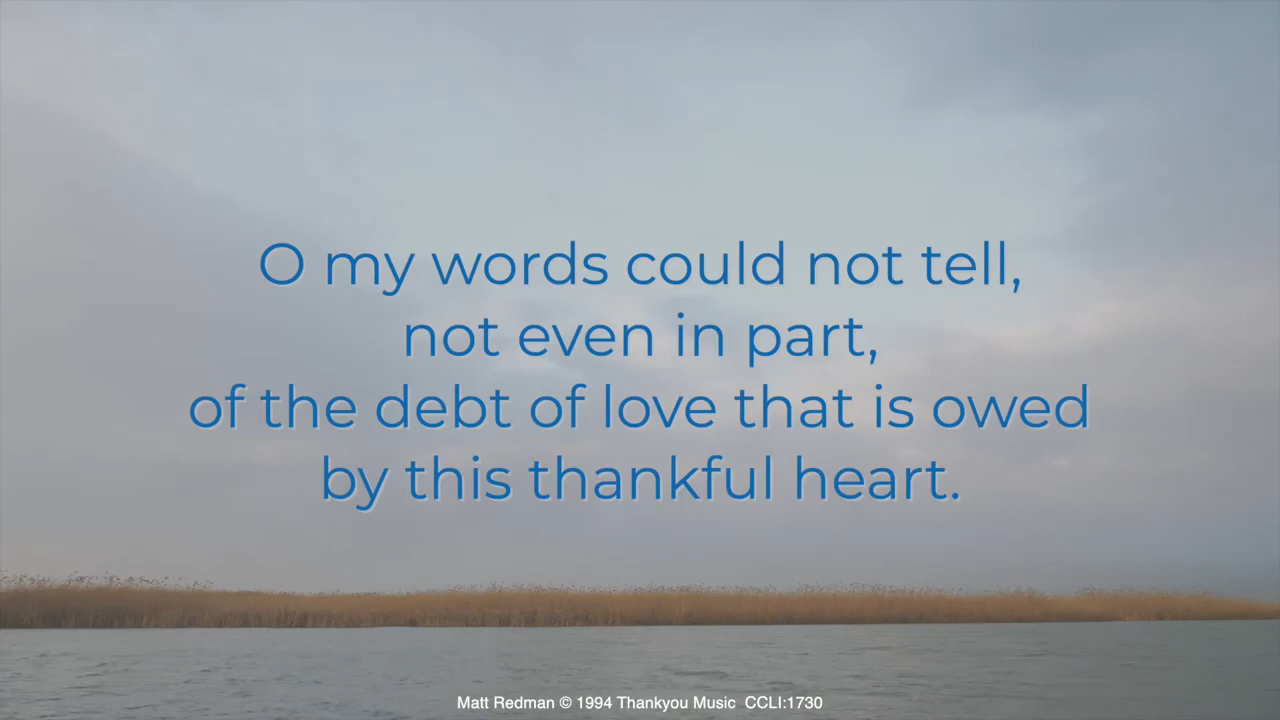 O my words could not tell,
not even in part,
of the debt of love that is owed
by this thankful heart.
Matt Redman © 1994 Thankyou Music  CCLI:1730